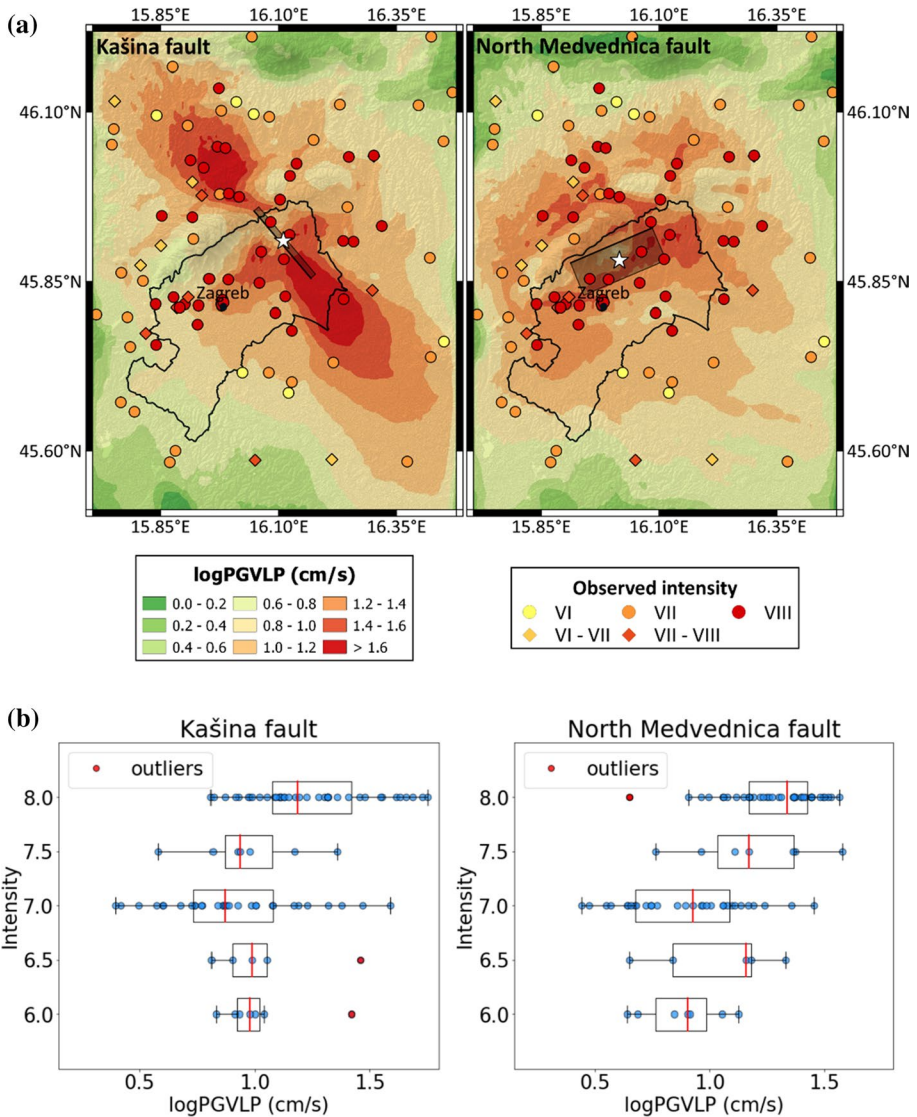 (a)
15.85°E 16.10°E 16.35°E 15.85°E 16.10°E 16.35°E
Kašina fault North Medvednica fault
46.10°N 46.10°N
45.85°N 45.85°N
Zagreb Zagreb
45.60°N 45.60°N
15.85°E 16.10°E 16.35°E 15.85°E 16.10°E 16.35°E
logPGVLP (cm/s)
0.0 - 0.2 0.6 - 0.8 1.2 - 1.4
0.2 - 0.4 0.8 - 1.0 1.4 - 1.6
0.4 - 0.6 1.0 - 1.2 > 1.6
Observed intensity
VI VII VIII
VI - VII VII - VIII
(b)
Kašina fault
outliers
8.0
7.5
7.0
6.5
6.0
Intensity
0.5 1.0 1.5
logPGVLP (cm/s)
North Medvednica fault
outliers
8.0
7.5
7.0
6.5
6.0
Intensity
0.5 1.0 1.5
logPGVLP (cm/s)